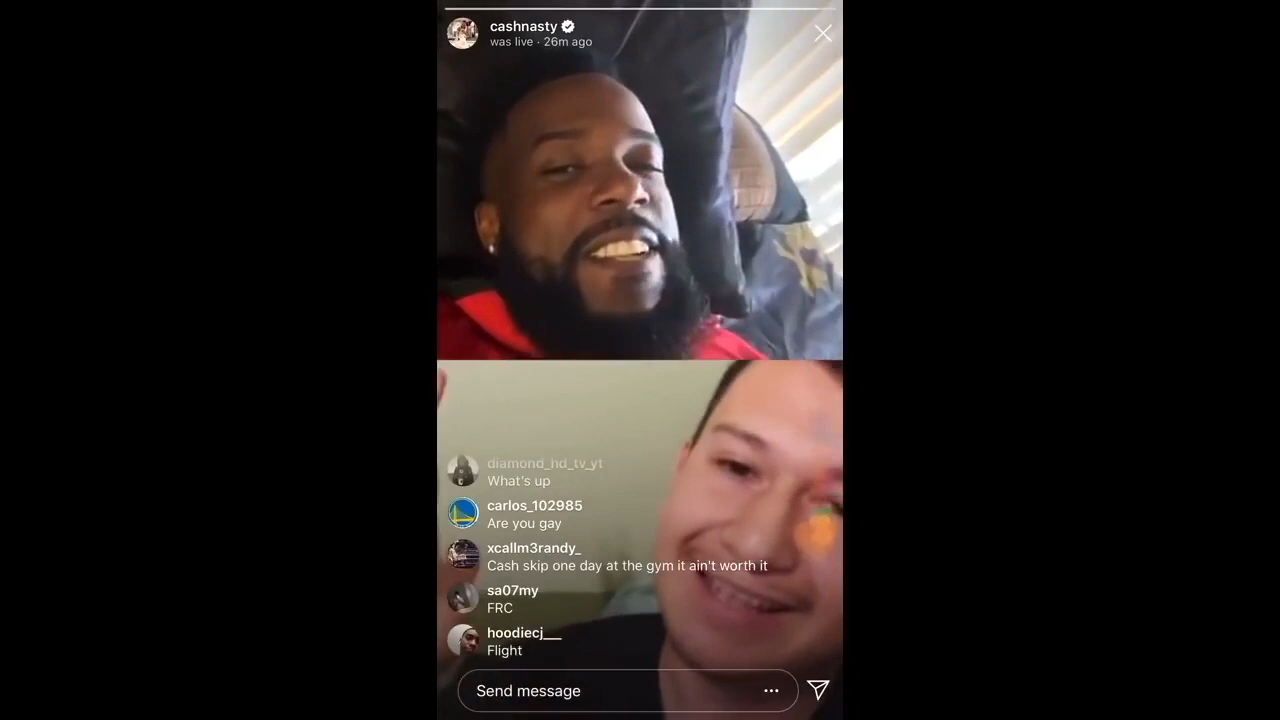 cashnasty
was live · 26m ago
diamond_hd_tv_yt
What's up
carlos_102985
Are you gay
xcallm3randy_
Cash skip one day at the gym it ain't worth it
sa07my
FRC
hoodiecj___
Flight
Send message